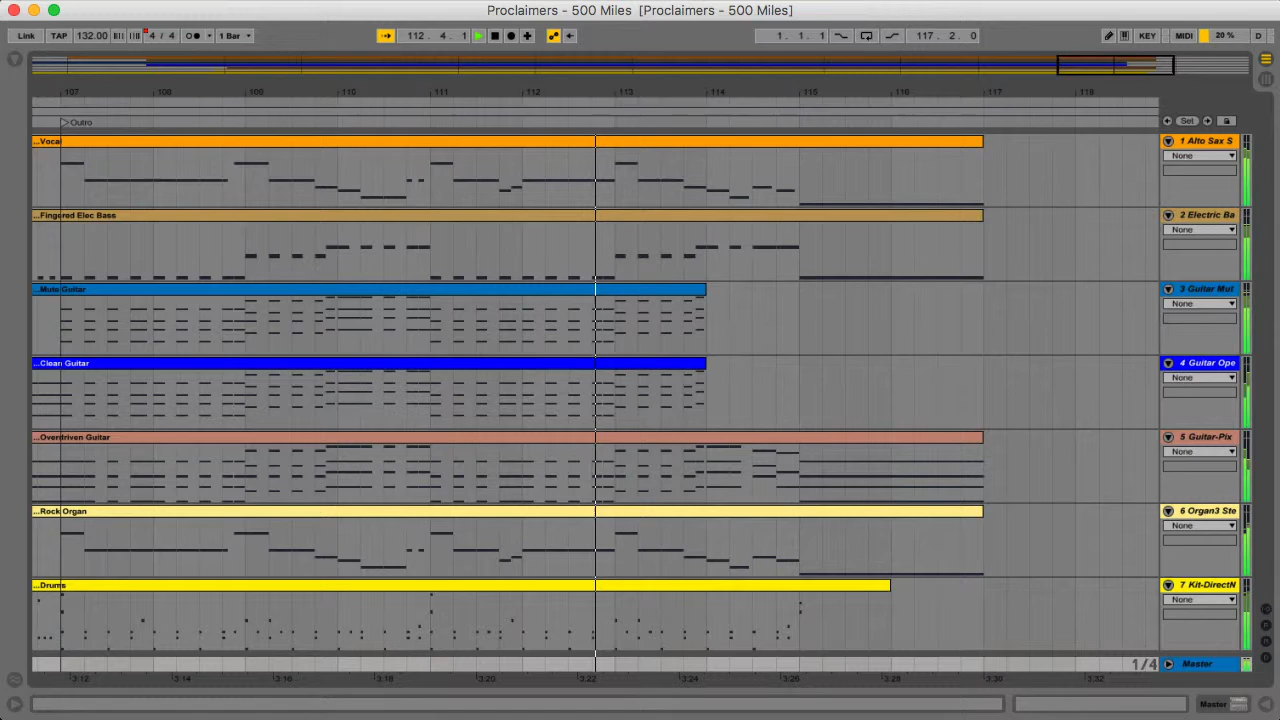 Proclaimers - 500 Miles [Proclaimers - 500 Miles]
Link TAP 132.00 4 / 4 1 Bar 112. 4. 1 1. 1. 1 117. 2. 0 KEY MIDI 20 % D
107 108 109 110 111 112 113 114 115 116 117 118
Outro Set
...Vocal 1 Alto Sax S
None
...Fingered Elec Bass 2 Electric Ba
None
...Mute Guitar 3 Guitar Mut
None
...Clean Guitar 4 Guitar Ope
None
...Overdriven Guitar 5 Guitar-Pix
None
...Rock Organ 6 Organ3 Ste
None
...Drums 7 Kit-DirectN
None
1/4 Master
3:12 3:14 3:16 3:18 3:20 3:22 3:24 3:26 3:28 3:30 3:32
Master